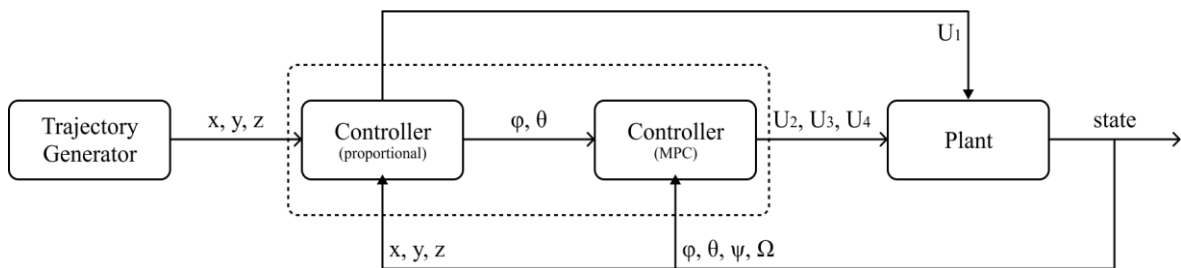 U1
Trajectory
Generator
x, y, z
Controller
(proportional)
φ, θ
Controller
(MPC)
U2, U3, U4
Plant
state
x, y, z
φ, θ, ψ, Ω